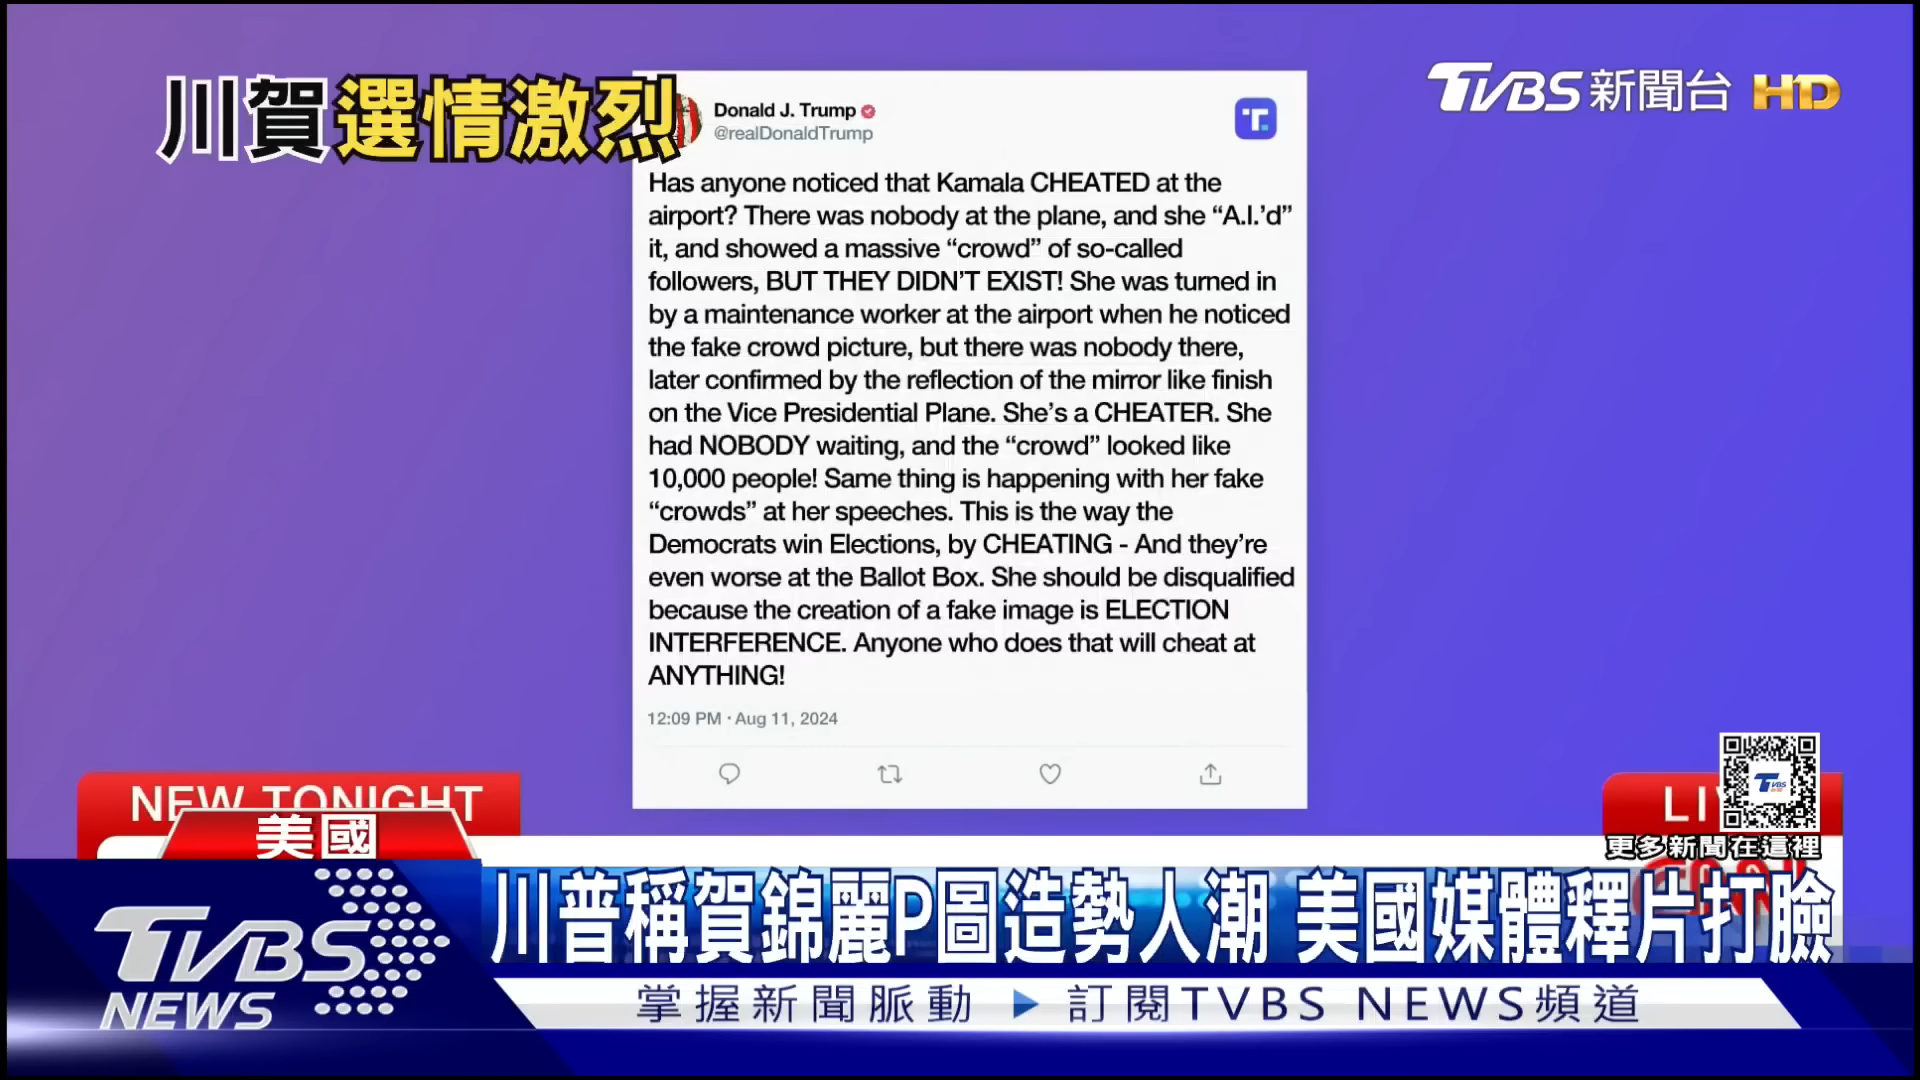 川賀選情激烈
TVBS新聞台 HD
Donald J. Trump
@realDonaldTrump
Has anyone noticed that Kamala CHEATED at the
airport? There was nobody at the plane, and she “A.I.’d”
it, and showed a massive “crowd” of so-called
followers, BUT THEY DIDN’T EXIST! She was turned in
by a maintenance worker at the airport when he noticed
the fake crowd picture, but there was nobody there,
later confirmed by the reflection of the mirror like finish
on the Vice Presidential Plane. She’s a CHEATER. She
had NOBODY waiting, and the “crowd” looked like
10,000 people! Same thing is happening with her fake
“crowds” at her speeches. This is the way the
Democrats win Elections, by CHEATING - And they’re
even worse at the Ballot Box. She should be disqualified
because the creation of a fake image is ELECTION
INTERFERENCE. Anyone who does that will cheat at
ANYTHING!
12:09 PM · Aug 11, 2024
NEW TONIGHT
美國
TVBS
更多新聞在這裡
川普稱賀錦麗P圖造勢人潮 美國媒體釋片打臉
TVBS
NEWS
掌握新聞脈動 ▶ 訂閱TVBS NEWS頻道